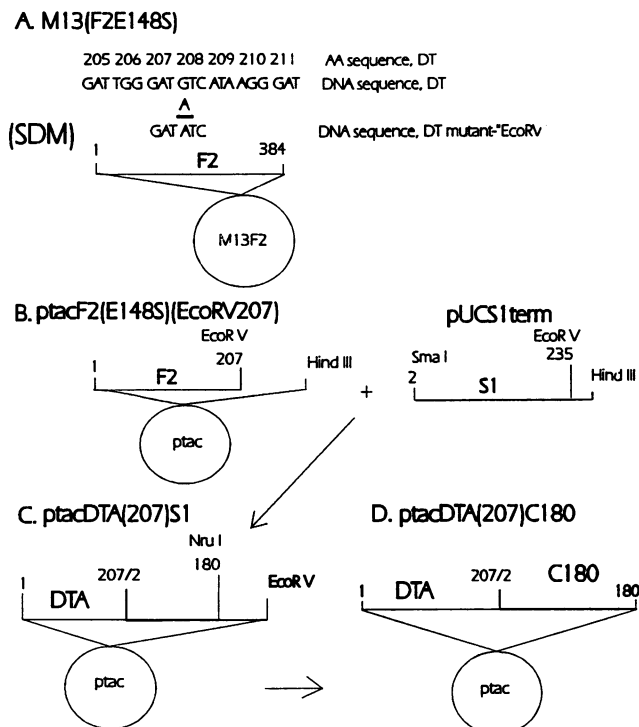 A. M13(F2E148S)
205 206 207 208 209 210 211 AA sequence, DT
GAT TGG GAT GTC ATA AGG GAT DNA sequence, DT
A
(SDM) GAT ATC DNA sequence, DT mutant-"EcoRV
1 F2 384
M13F2
B. ptacF2(E148S)(EcoRV207) pUCS1term
EcoR V EcoR V
1 207 Hind III Sma I 235 Hind III
F2 2 S1
+
ptac
C. ptacDTA(207)S1 D. ptacDTA(207)C180
Nru I
1 207/2 180 EcoR V 1 207/2 C180 180
DTA DTA
ptac ptac